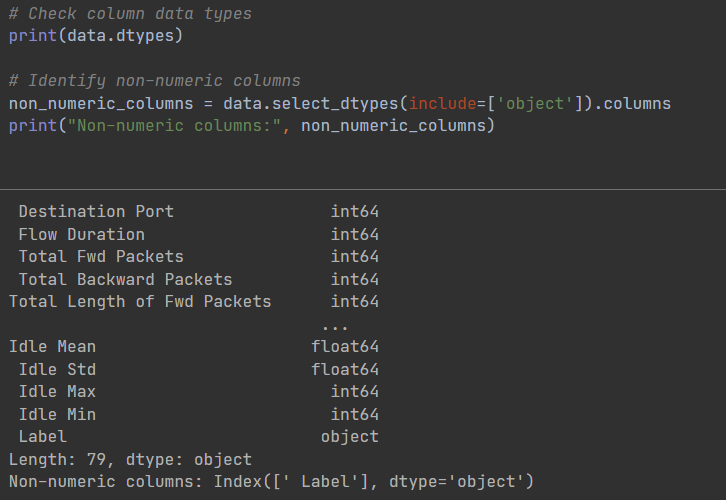 # Check column data types
print(data.dtypes)
# Identify non-numeric columns
non_numeric_columns = data.select_dtypes(include=['object']).columns
print("Non-numeric columns:", non_numeric_columns)
 Destination Port                 int64
 Flow Duration                    int64
 Total Fwd Packets                int64
 Total Backward Packets           int64
Total Length of Fwd Packets       int64
                                 ...
Idle Mean                       float64
 Idle Std                       float64
 Idle Max                         int64
 Idle Min                         int64
 Label                           object
Length: 79, dtype: object
Non-numeric columns: Index([' Label'], dtype='object')